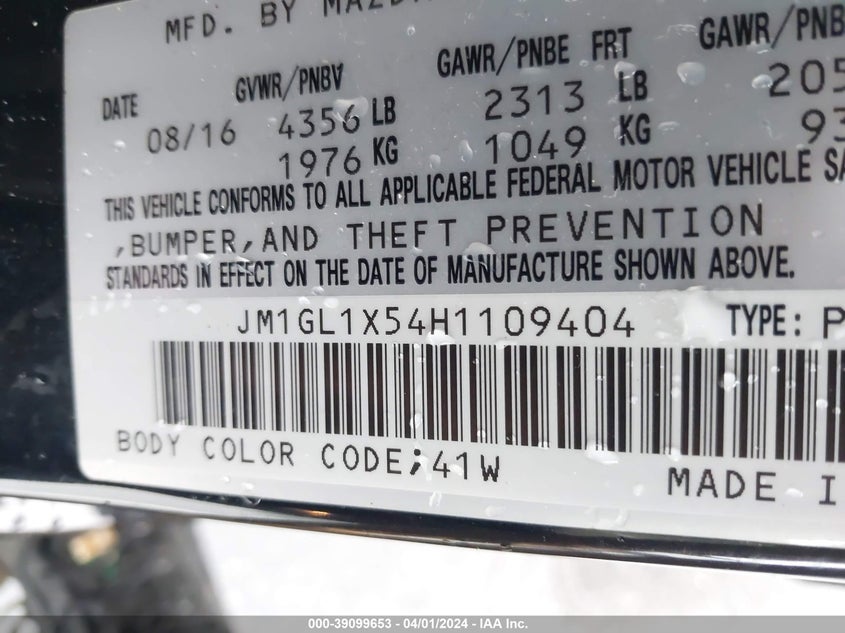 MFD. BY MAZDA
DATE GVWR/PNBV GAWR/PNBE FRT GAWR/PNB
08/16 4356 LB 2313 LB 205
1976 KG 1049 KG 93
THIS VEHICLE CONFORMS TO ALL APPLICABLE FEDERAL MOTOR VEHICLE SA
,BUMPER,AND THEFT PREVENTION
STANDARDS IN EFFECT ON THE DATE OF MANUFACTURE SHOWN ABOVE.
JM1GL1X54H1109404 TYPE: P
BODY COLOR CODE;41W
MADE I
000-39099653 - 04/01/2024 - IAA Inc.